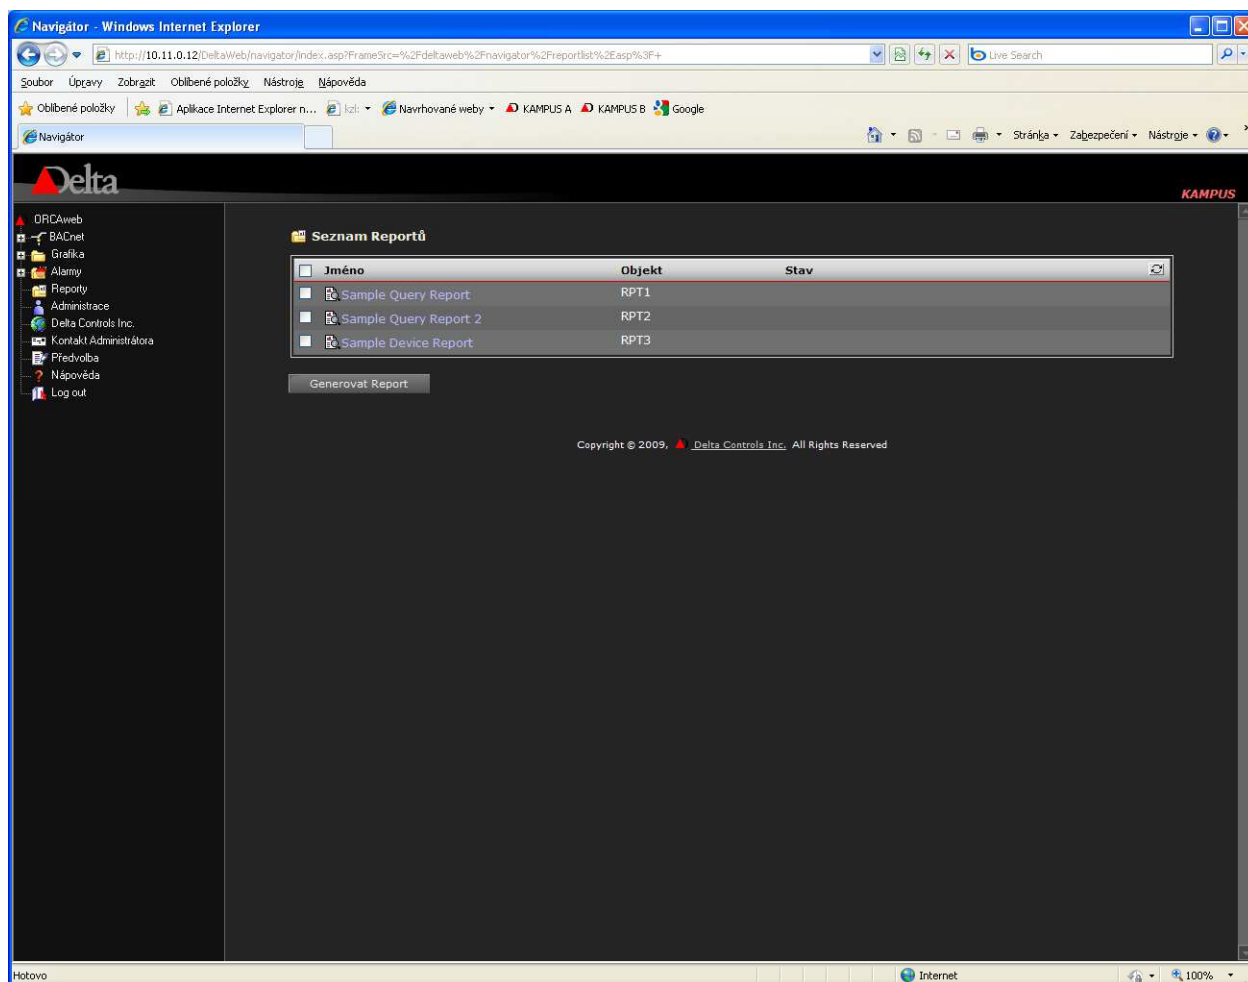 Navigátor - Windows Internet Explorer
http://10.11.0.12/DeltaWeb/navigator/index.asp?FrameSrc=%2Fdeltaweb%2Fnavigator%2Freportlist%2Easp%3F+
Live Search
Soubor Úpravy Zobrazit Oblíbené položky Nástroje Nápověda
Oblíbené položky Aplikace Internet Explorer n... kzl: Navrhované weby KAMPUS A KAMPUS B Google
Navigátor
Stránka Zabezpečení Nástroje
Delta
KAMPUS
ORCAweb
BACnet
Grafika
Alarmy
Reporty
Administrace
Delta Controls Inc.
Kontakt Administrátora
Předvolba
Nápověda
Log out
Seznam Reportů
Jméno Objekt Stav
Sample Query Report RPT1
Sample Query Report 2 RPT2
Sample Device Report RPT3
Generovat Report
Copyright © 2009, Delta Controls Inc. All Rights Reserved
Hotovo
Internet
100%